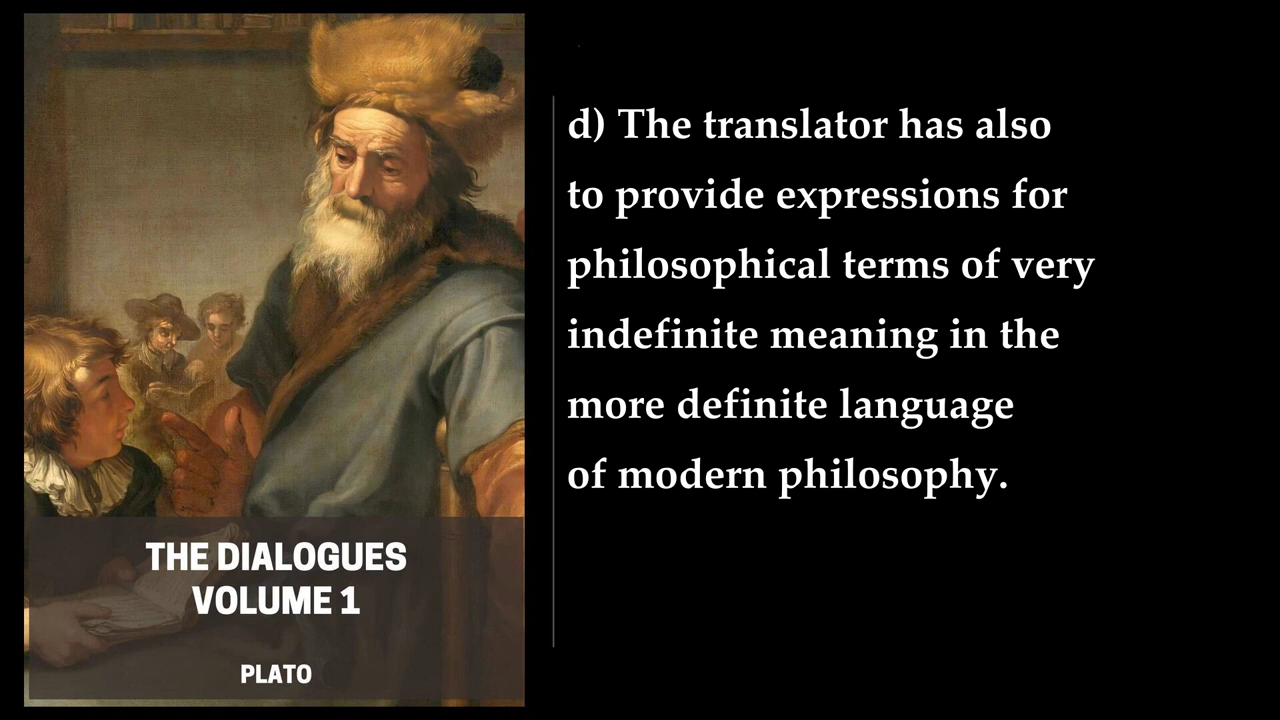 d) The translator has also
to provide expressions for
philosophical terms of very
indefinite meaning in the
more definite language
of modern philosophy.
THE DIALOGUES
VOLUME 1
PLATO